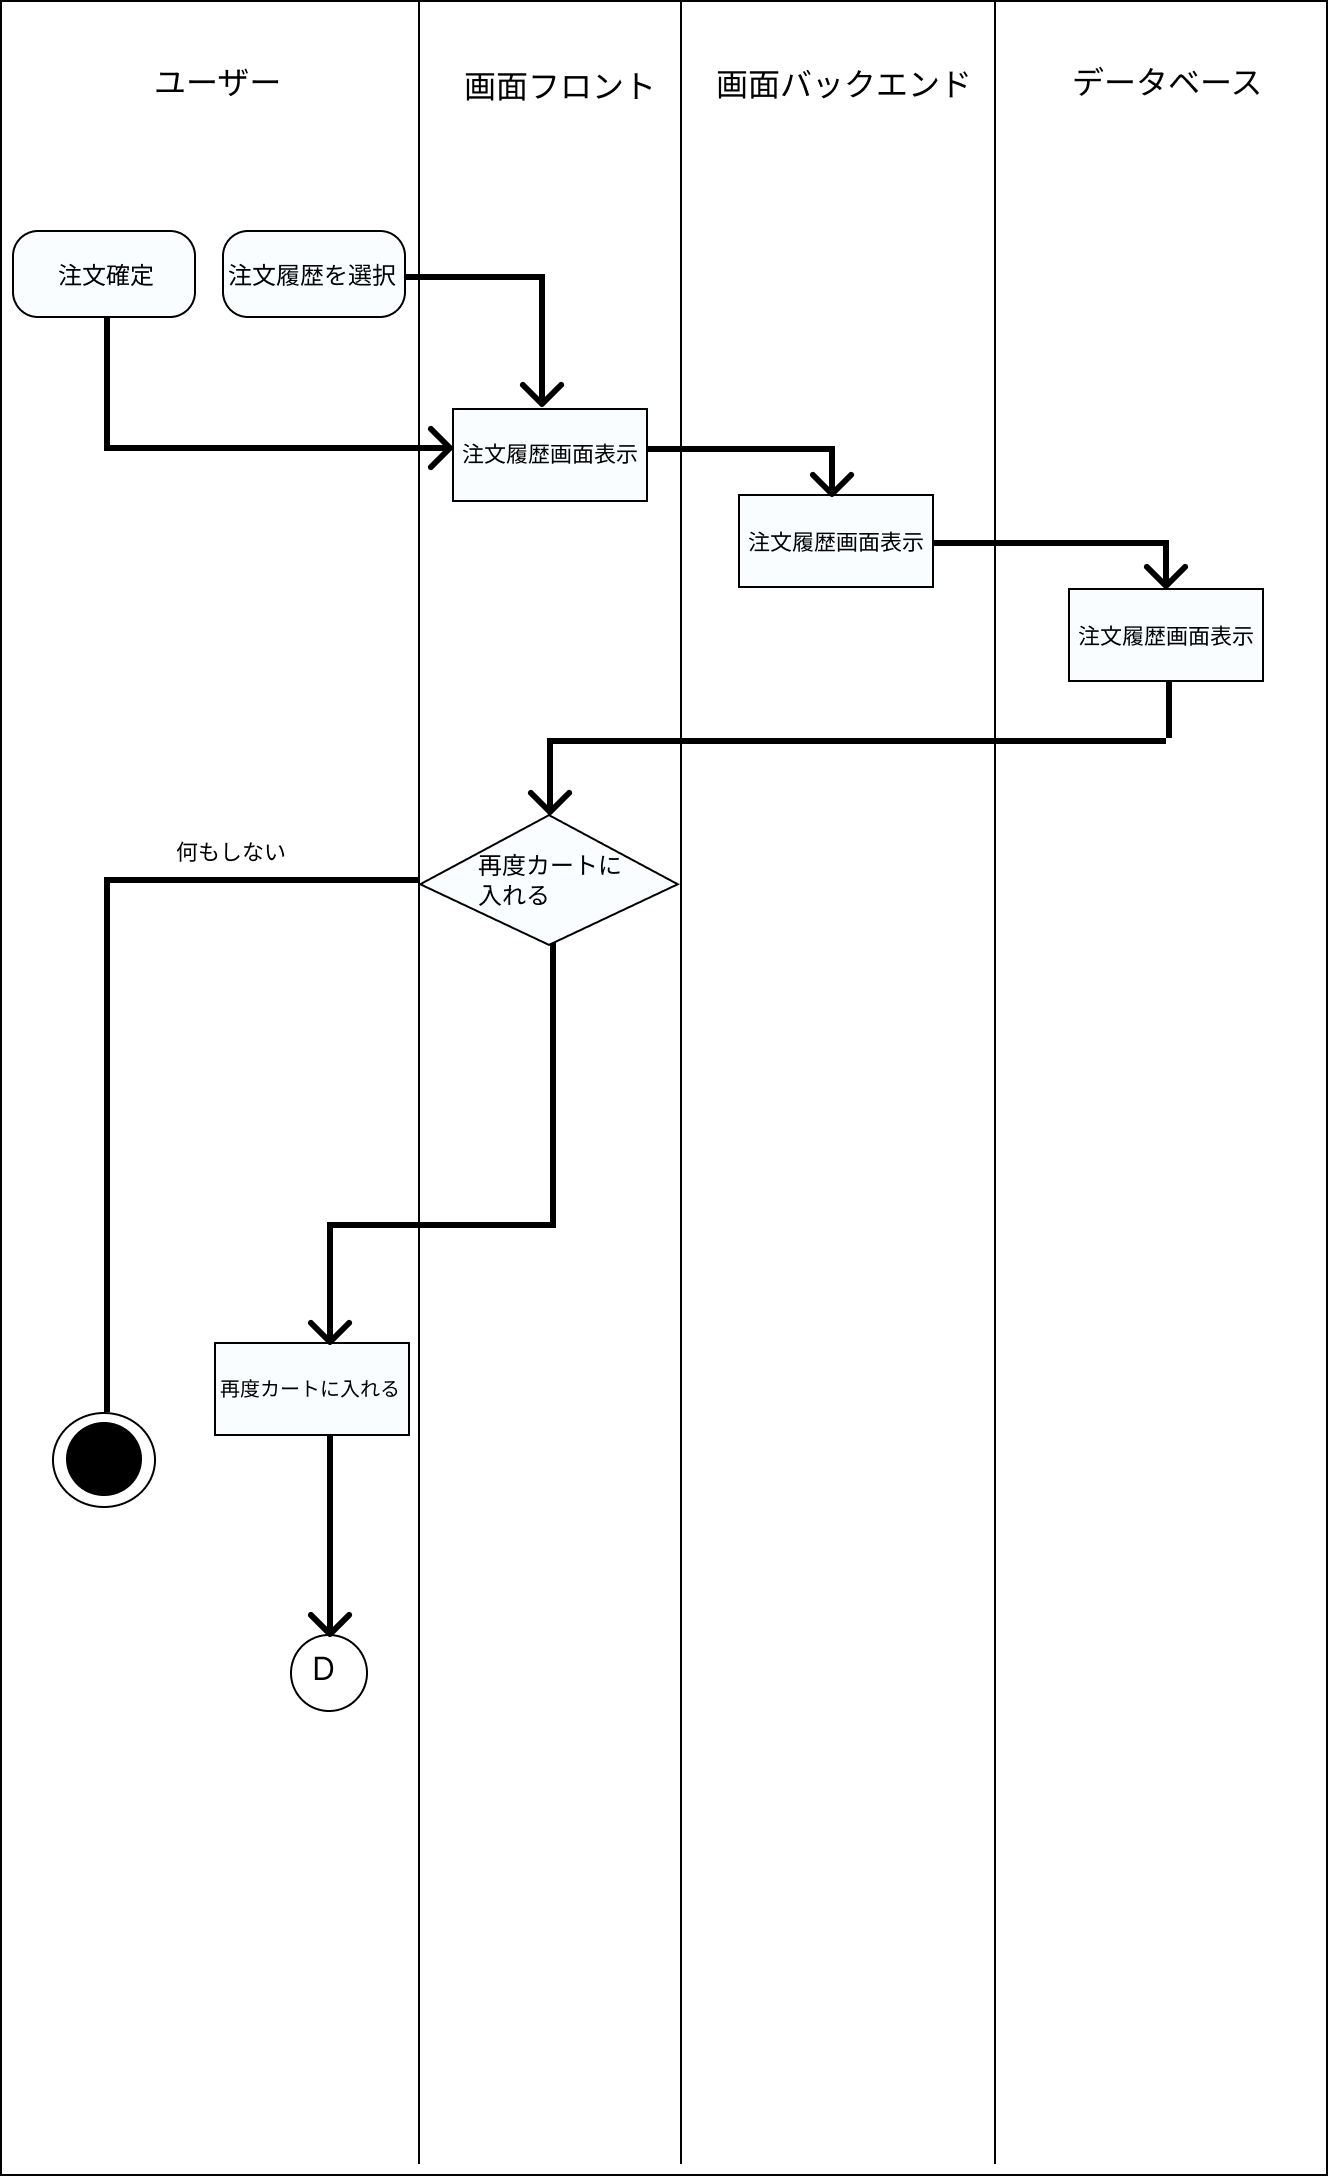 ユーザー
画面フロント
画面バックエンド
データベース
注文確定
注文履歴を選択
注文履歴画面表示
注文履歴画面表示
注文履歴画面表示
何もしない
再度カートに
入れる
再度カートに入れる
D